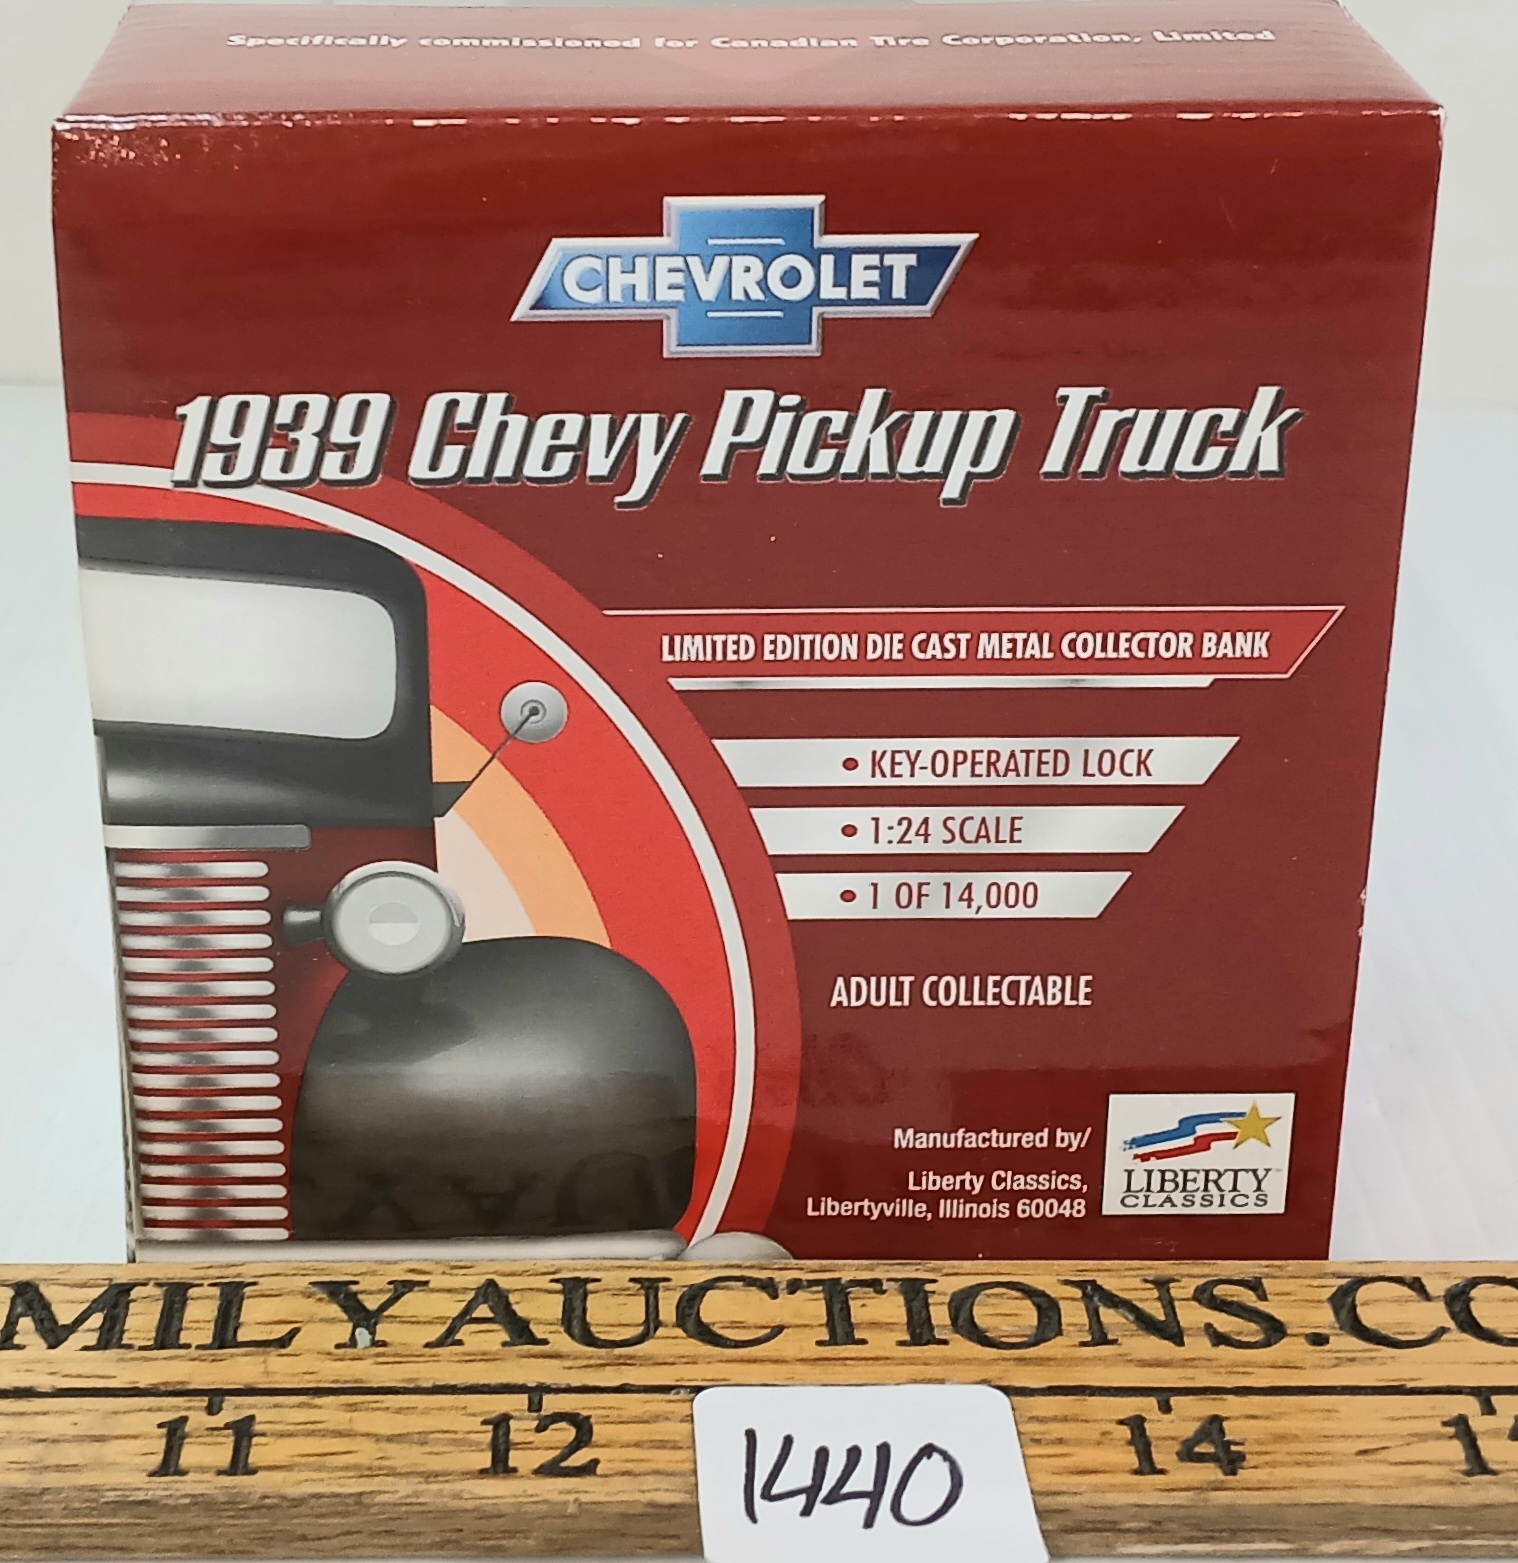 Specifically commissioned for Canadian Tire Corporation, Limited
CHEVROLET
1939 Chevy Pickup Truck
LIMITED EDITION DIE CAST METAL COLLECTOR BANK
• KEY-OPERATED LOCK
• 1:24 SCALE
• 1 OF 14,000
ADULT COLLECTABLE
Manufactured by/
Liberty Classics,
Libertyville, Illinois 60048
LIBERTY™
CLASSICS
MILYAUCTIONS.CO
11 12 14
1440